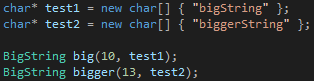 char* test1 = new char[] { "bigString" };
char* test2 = new char[] { "biggerString" };
BigString big(10, test1);
BigString bigger(13, test2);